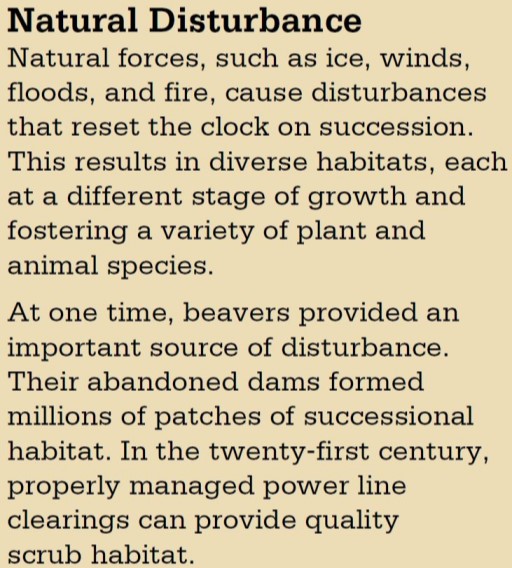 Natural Disturbance
Natural forces, such as ice, winds,
floods, and fire, cause disturbances
that reset the clock on succession.
This results in diverse habitats, each
at a different stage of growth and
fostering a variety of plant and
animal species.
At one time, beavers provided an
important source of disturbance.
Their abandoned dams formed
millions of patches of successional
habitat. In the twenty-first century,
properly managed power line
clearings can provide quality
scrub habitat.